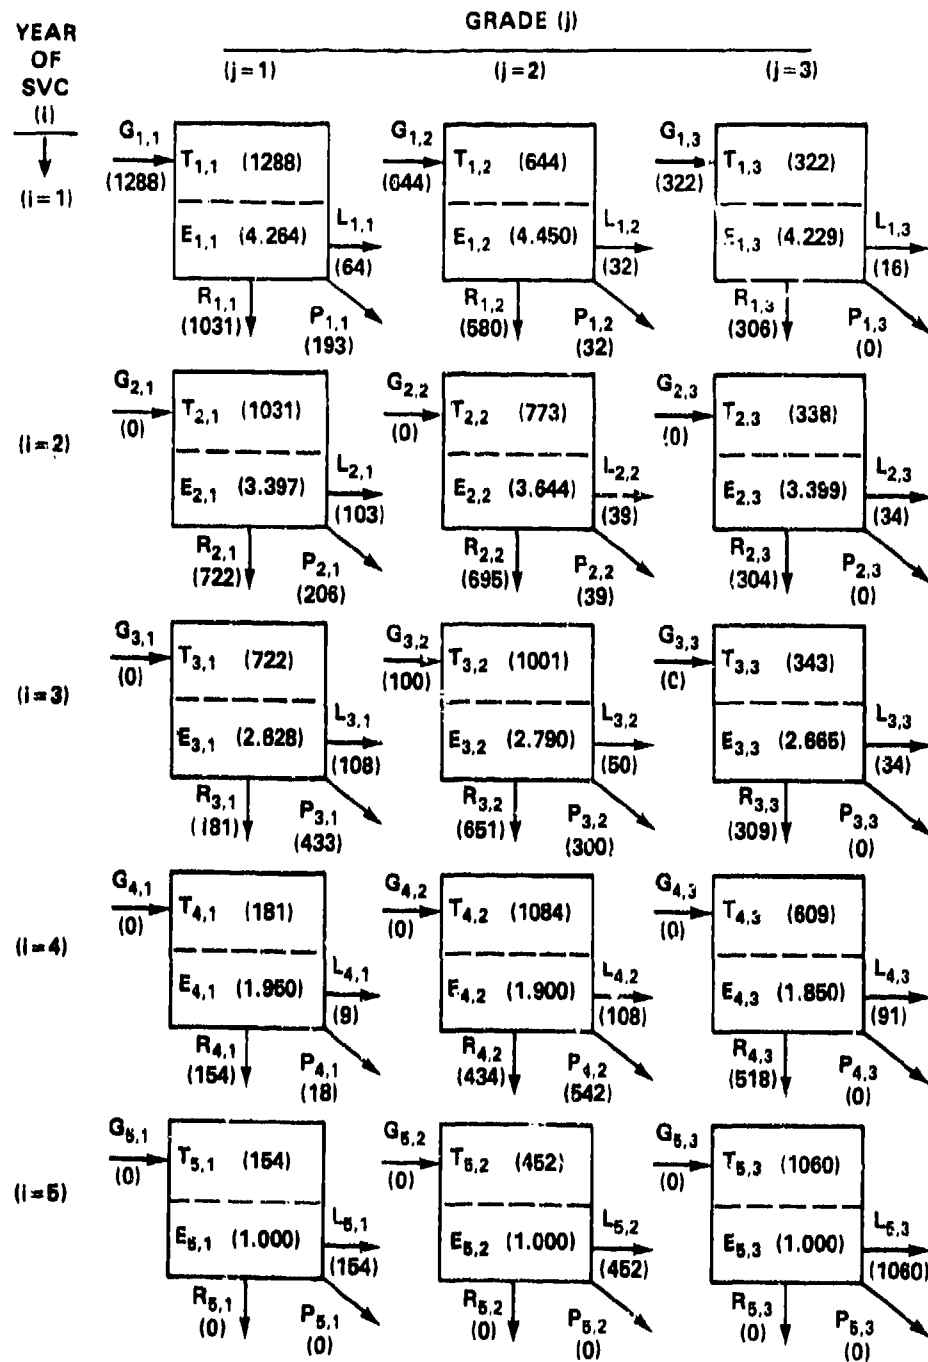 GRADE (j)
YEAR
OF
SVC
(i)
(j=1) (j=2) (j=3)
(i=1)
G1,1 (1288)
T1,1 (1288)
E1,1 (4.264)
L1,1 (64)
R1,1 (1031)
P1,1 (193)
G1,2 (644)
T1,2 (644)
E1,2 (4.450)
L1,2 (32)
R1,2 (580)
P1,2 (32)
G1,3 (322)
T1,3 (322)
E1,3 (4.229)
L1,3 (16)
R1,3 (306)
P1,3 (0)
(i=2)
G2,1 (0)
T2,1 (1031)
E2,1 (3.397)
L2,1 (103)
R2,1 (722)
P2,1 (206)
G2,2 (0)
T2,2 (773)
E2,2 (3.644)
L2,2 (39)
R2,2 (695)
P2,2 (39)
G2,3 (0)
T2,3 (338)
E2,3 (3.399)
L2,3 (34)
R2,3 (304)
P2,3 (0)
(i=3)
G3,1 (0)
T3,1 (722)
E3,1 (2.628)
L3,1 (108)
R3,1 (181)
P3,1 (433)
G3,2 (100)
T3,2 (1001)
E3,2 (2.790)
L3,2 (50)
R3,2 (651)
P3,2 (300)
G3,3 (0)
T3,3 (343)
E3,3 (2.665)
L3,3 (34)
R3,3 (309)
P3,3 (0)
(i=4)
G4,1 (0)
T4,1 (181)
E4,1 (1.950)
L4,1 (9)
R4,1 (154)
P4,1 (18)
G4,2 (0)
T4,2 (1084)
E4,2 (1.900)
L4,2 (108)
R4,2 (434)
P4,2 (542)
G4,3 (0)
T4,3 (609)
E4,3 (1.850)
L4,3 (91)
R4,3 (518)
P4,3 (0)
(i=5)
G5,1 (0)
T5,1 (154)
E5,1 (1.000)
L5,1 (154)
R5,1 (0)
P5,1 (0)
G5,2 (0)
T5,2 (452)
E5,2 (1.000)
L5,2 (452)
R5,2 (0)
P5,2 (0)
G5,3 (0)
T5,3 (1060)
E5,3 (1.000)
L5,3 (1060)
R5,3 (0)
P5,3 (0)